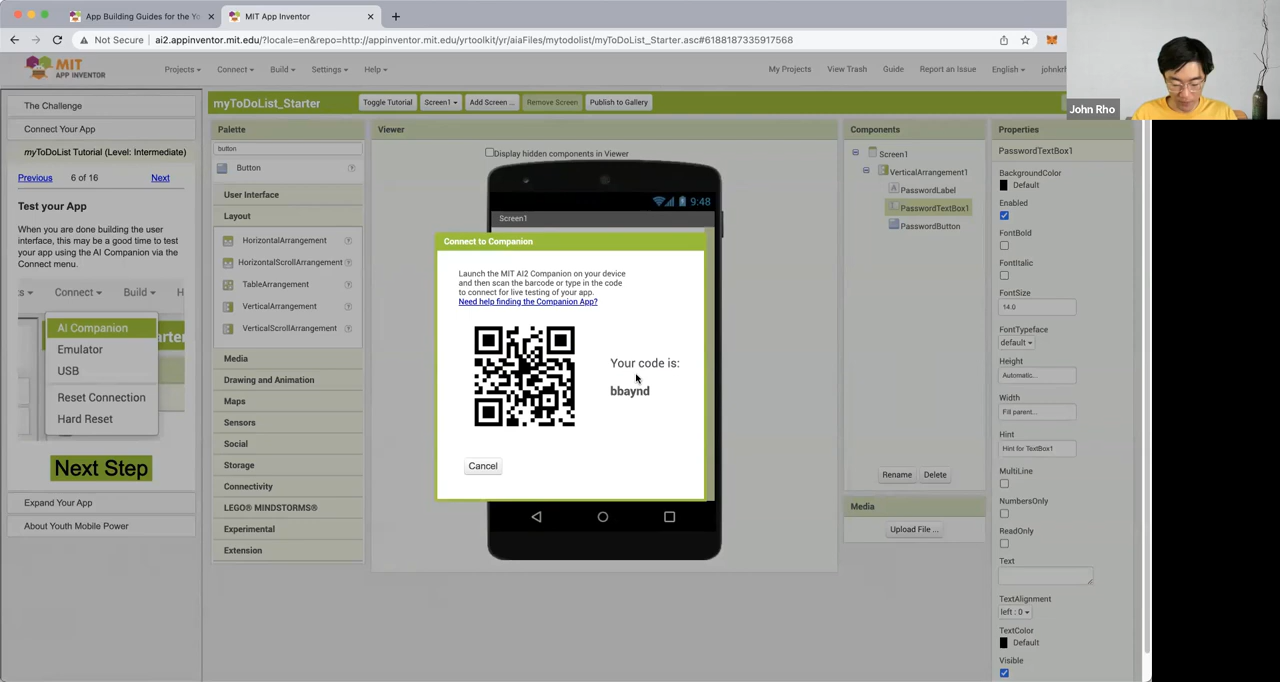 App Building Guides for the Yo
MIT App Inventor
Not Secure
ai2.appinventor.mit.edu/?locale=en&repo=http://appinventor.mit.edu/yrtoolkit/yr/aiaFiles/mytodolist/myToDoList_Starter.asc#6188187335917568
MIT
APP INVENTOR
Projects
Connect
Build
Settings
Help
My Projects
View Trash
Guide
Report an Issue
English
johnkrh
John Rho
The Challenge
Connect Your App
myToDoList Tutorial (Level: Intermediate)
Previous
6 of 16
Next
Test your App
When you are done building the user
interface, this may be a good time to test
your app using the AI Companion via the
Connect menu.
Connect
Build
H
AI Companion
Emulator
USB
Reset Connection
Hard Reset
Next Step
Expand Your App
About Youth Mobile Power
myToDoList_Starter
Toggle Tutorial
Screen1
Add Screen ...
Remove Screen
Publish to Gallery
Palette
button
Button
User Interface
Layout
HorizontalArrangement
HorizontalScrollArrangement
TableArrangement
VerticalArrangement
VerticalScrollArrangement
Media
Drawing and Animation
Maps
Sensors
Social
Storage
Connectivity
LEGO® MINDSTORMS®
Experimental
Extension
Viewer
Display hidden components in Viewer
9:48
Screen1
Connect to Companion
Launch the MIT AI2 Companion on your device
and then scan the barcode or type in the code
to connect for live testing of your app.
Need help finding the Companion App?
Your code is:
bbaynd
Cancel
Components
Screen1
VerticalArrangement1
PasswordLabel
PasswordTextBox1
PasswordButton
Rename
Delete
Media
Upload File ...
Properties
PasswordTextBox1
BackgroundColor
Default
Enabled
FontBold
FontItalic
FontSize
14.0
FontTypeface
default
Height
Automatic...
Width
Fill parent...
Hint
Hint for TextBox1
MultiLine
NumbersOnly
ReadOnly
Text
TextAlignment
left : 0
TextColor
Default
Visible